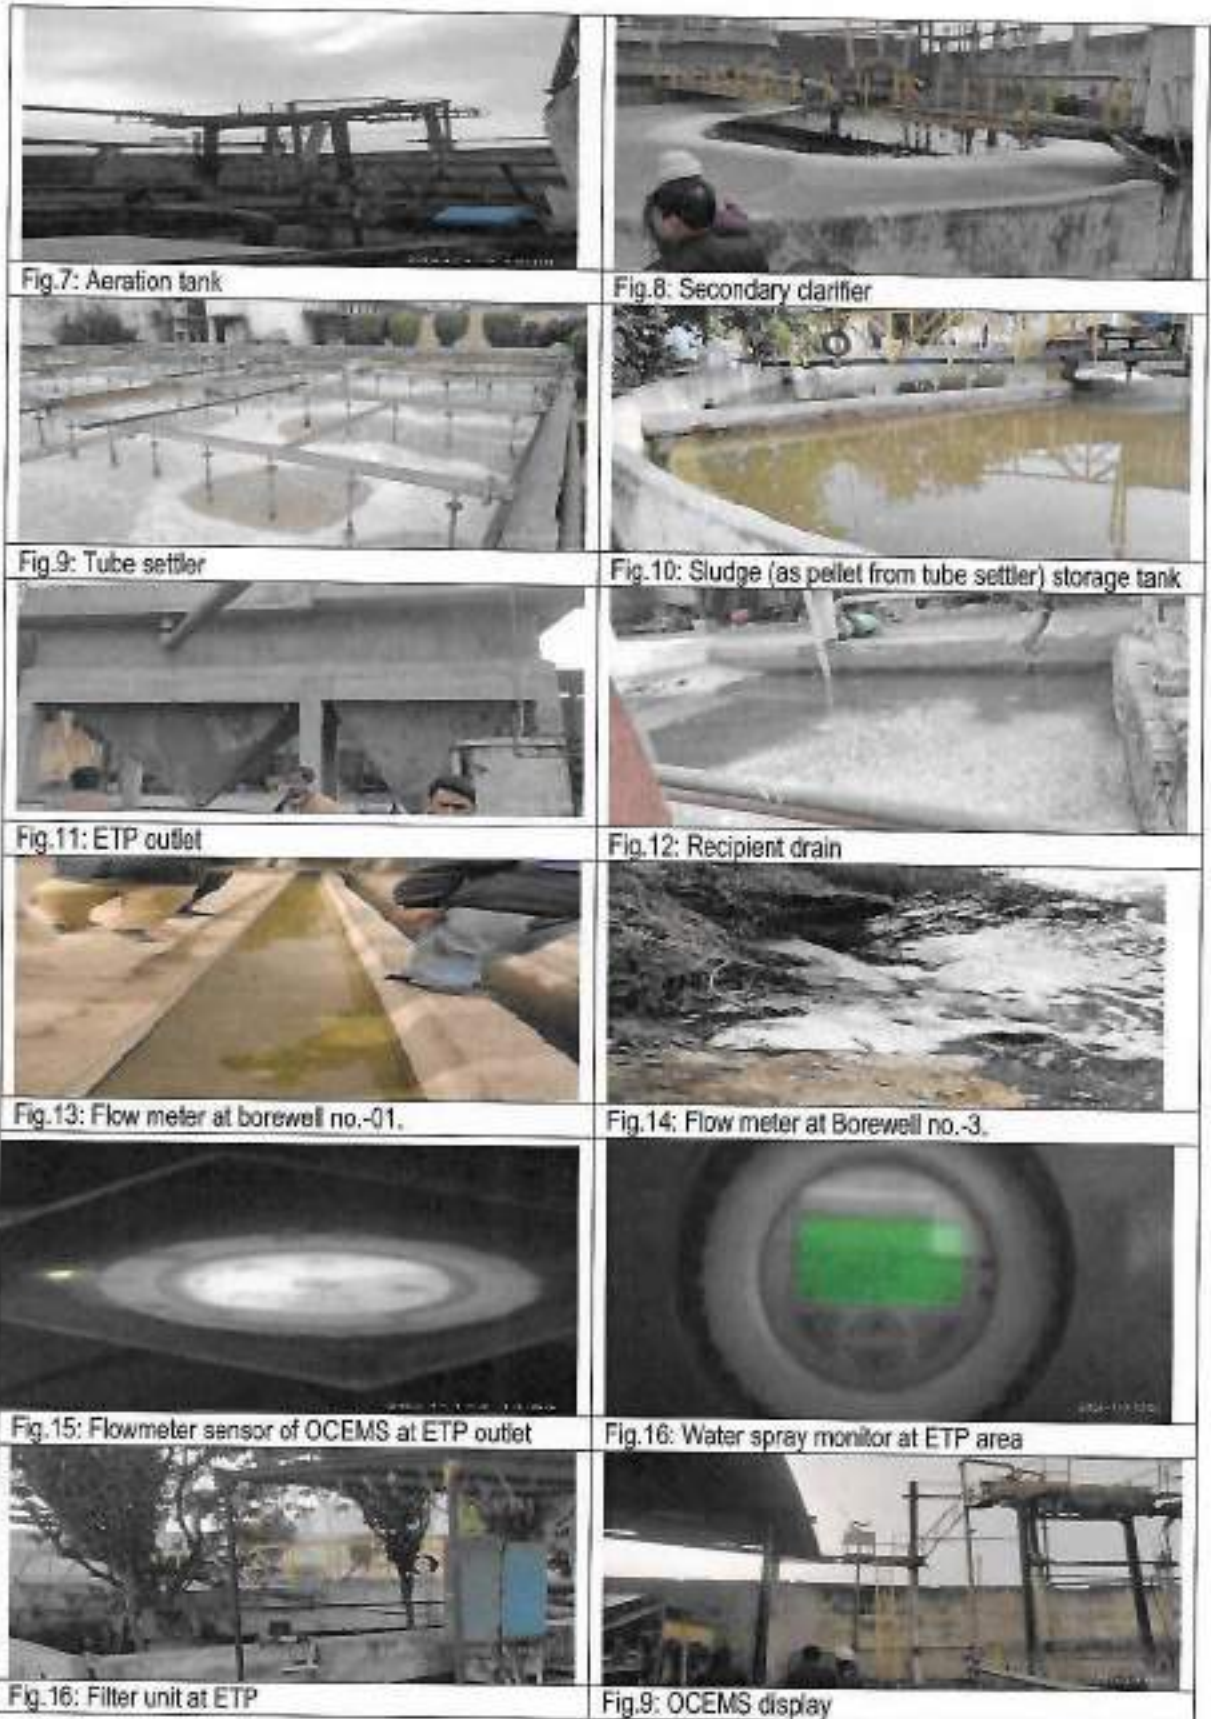 Fig.7: Aeration tank
Fig.8: Secondary clarifier
Fig.9: Tube settler
Fig.10: Sludge (as pellet from tube settler) storage tank
Fig.11: ETP outlet
Fig.12: Recipient drain
Fig.13: Flow meter at borewell no.-01.
Fig.14: Flow meter at Borewell no.-3.
Fig.15: Flowmeter sensor of OCEMS at ETP outlet
Fig.16: Water spray monitor at ETP area
Fig.16: Filter unit at ETP
Fig.9: OCEMS display